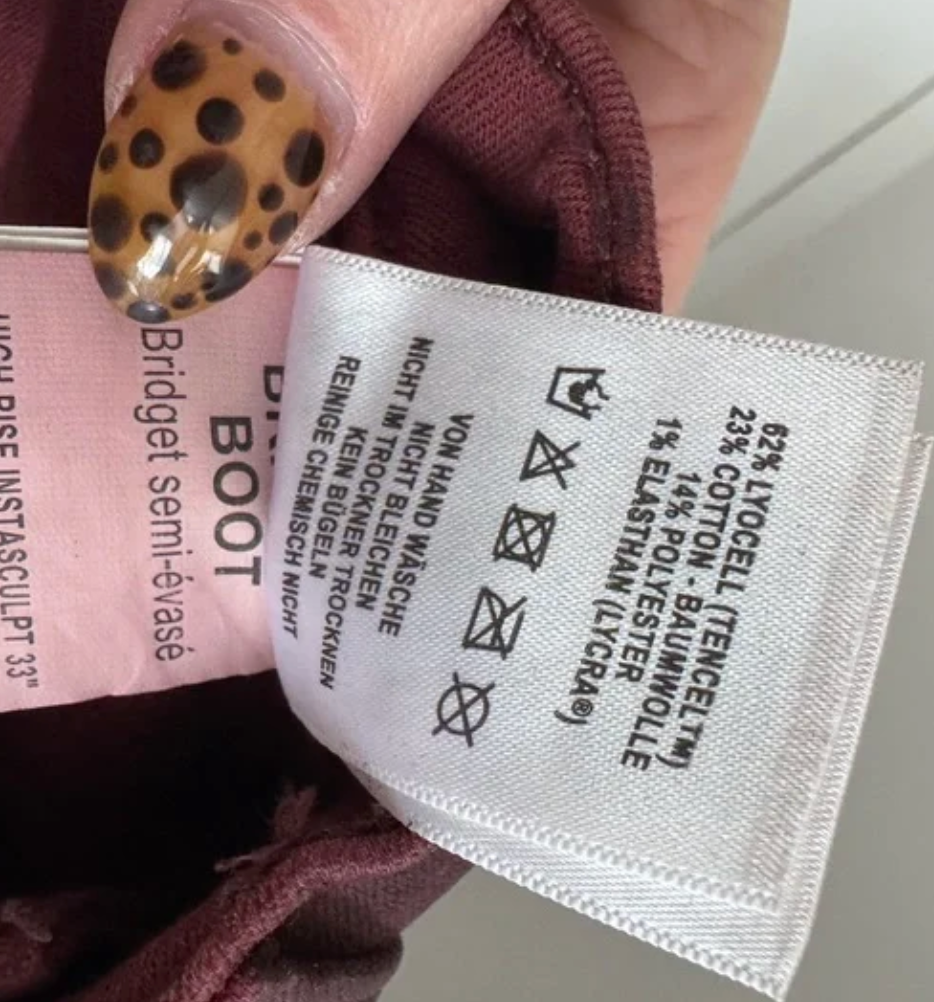 62% LYOCELL (TENCEL™)
23% COTTON - BAUMWOLLE
14% POLYESTER
1% ELASTHAN (LYCRA®)
VON HAND WÄSCHE
NICHT BLEICHEN
NICHT IM TROCKNER TROCKNEN
KEIN BÜGELN
REINIGE CHEMISCH NICHT
BOOT
Bridget semi-évasé
HIGH RISE INSTASCULPT 33"